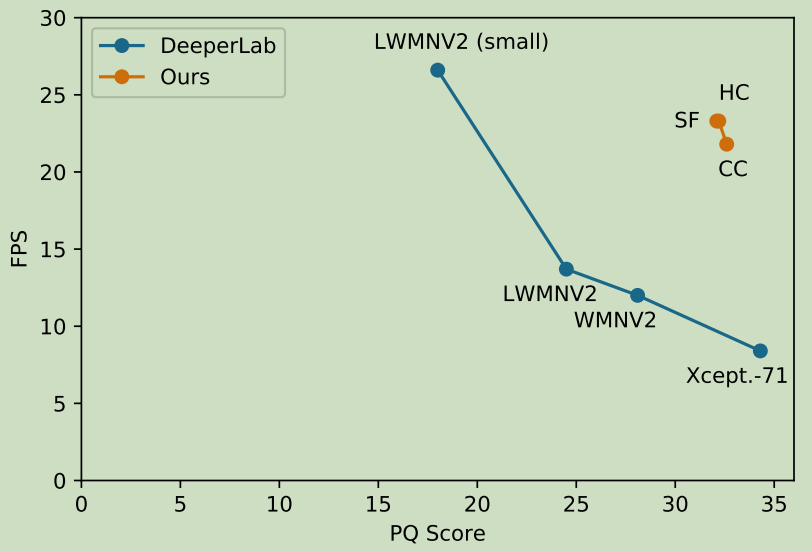 30
25
20
15
10
5
0
FPS
DeeperLab
Ours
LWMNV2 (small)
HC
SF
CC
LWMNV2
WMNV2
Xcept.-71
0 5 10 15 20 25 30 35
PQ Score